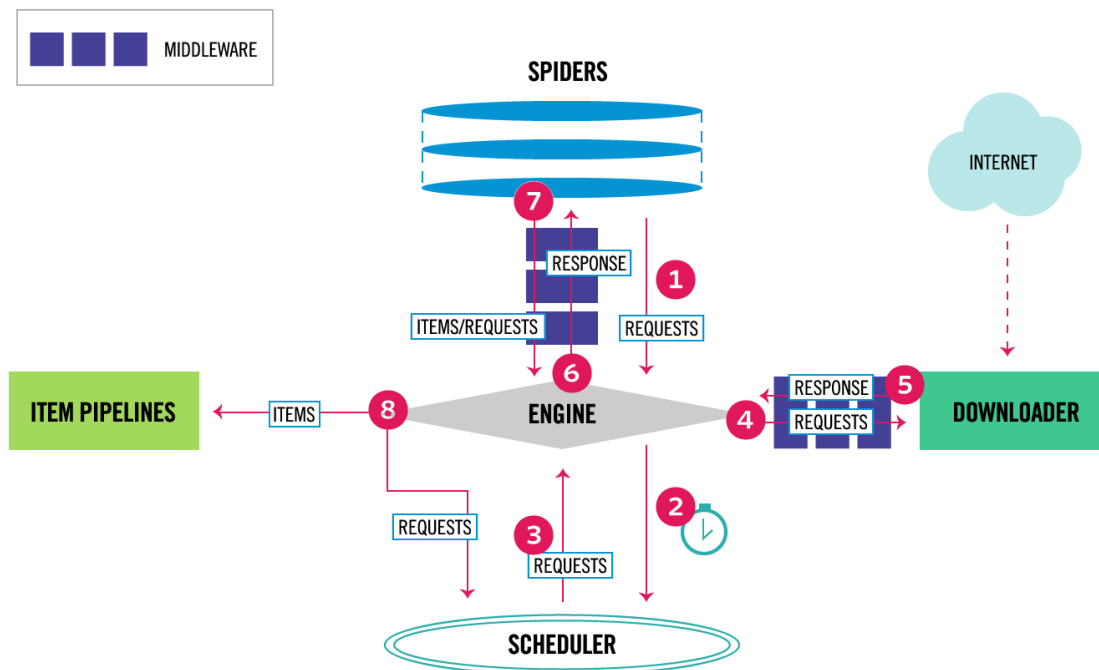 MIDDLEWARE
SPIDERS
INTERNET
7
RESPONSE
1
ITEMS/REQUESTS
REQUESTS
6
RESPONSE
5
ITEM PIPELINES
ITEMS
8
ENGINE
4
REQUESTS
DOWNLOADER
2
REQUESTS
3
REQUESTS
SCHEDULER